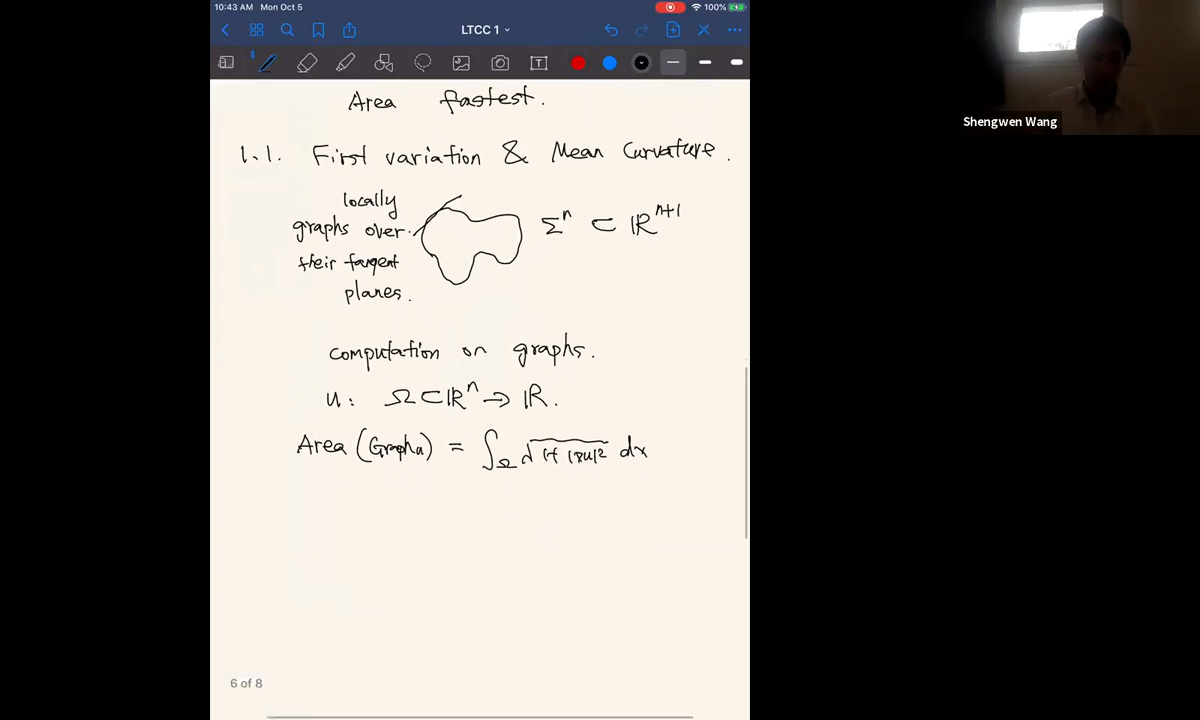 10:43 AM Mon Oct 5
100%
LTCC 1
Area fastest.
1.1. First variation & Mean Curvature.
locally
graphs over
their tangent
planes.
Σⁿ ⊂ ℝⁿ⁺¹
computation on graphs.
u: Ω⊂ℝⁿ → ℝ.
Area (Graph u) = ∫_Ω √(1+|∇u|²) dx
6 of 8
Shengwen Wang